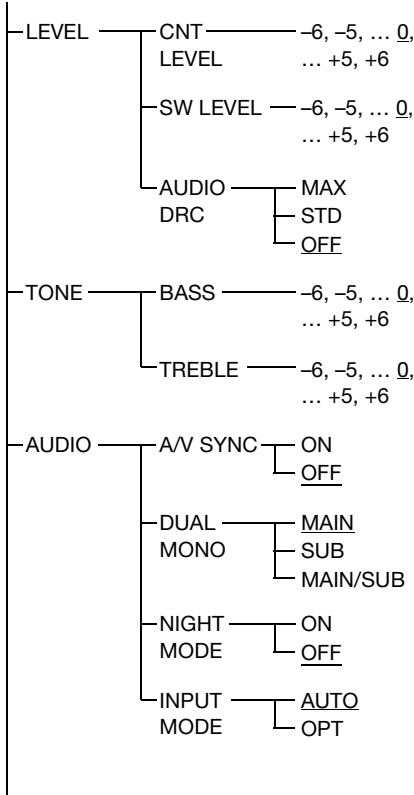 LEVEL CNT –6, –5, … 0,
LEVEL … +5, +6
SW LEVEL –6, –5, … 0,
… +5, +6
AUDIO MAX
DRC STD
OFF
TONE BASS –6, –5, … 0,
… +5, +6
TREBLE –6, –5, … 0,
… +5, +6
AUDIO A/V SYNC ON
OFF
DUAL MAIN
MONO SUB
MAIN/SUB
NIGHT ON
MODE OFF
INPUT AUTO
MODE OPT